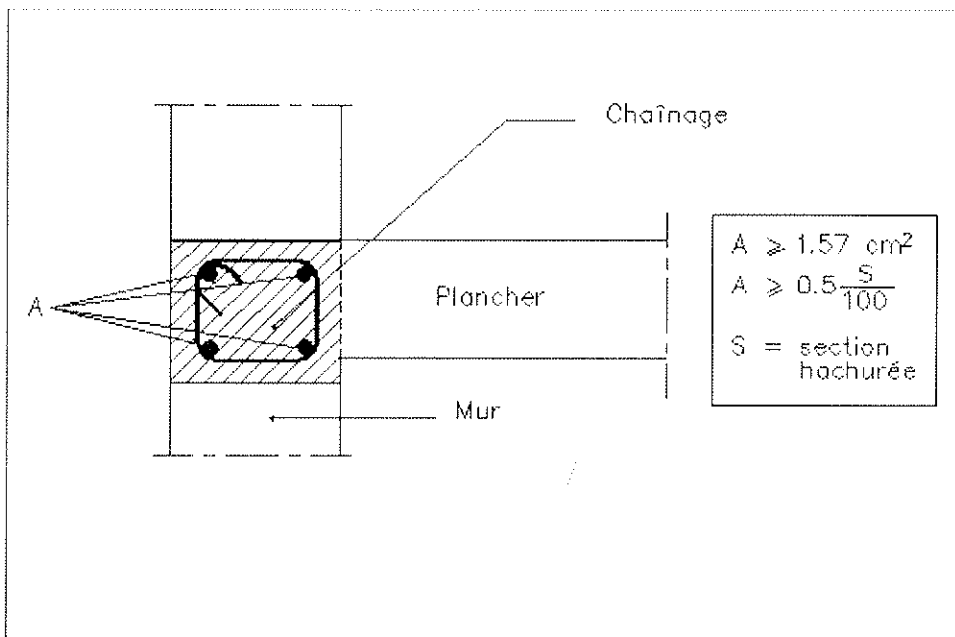 Chaînage
A ⩾ 1.57 cm²
A ⩾ 0.5 S/100
Plancher
A
S = section
hachurée
Mur